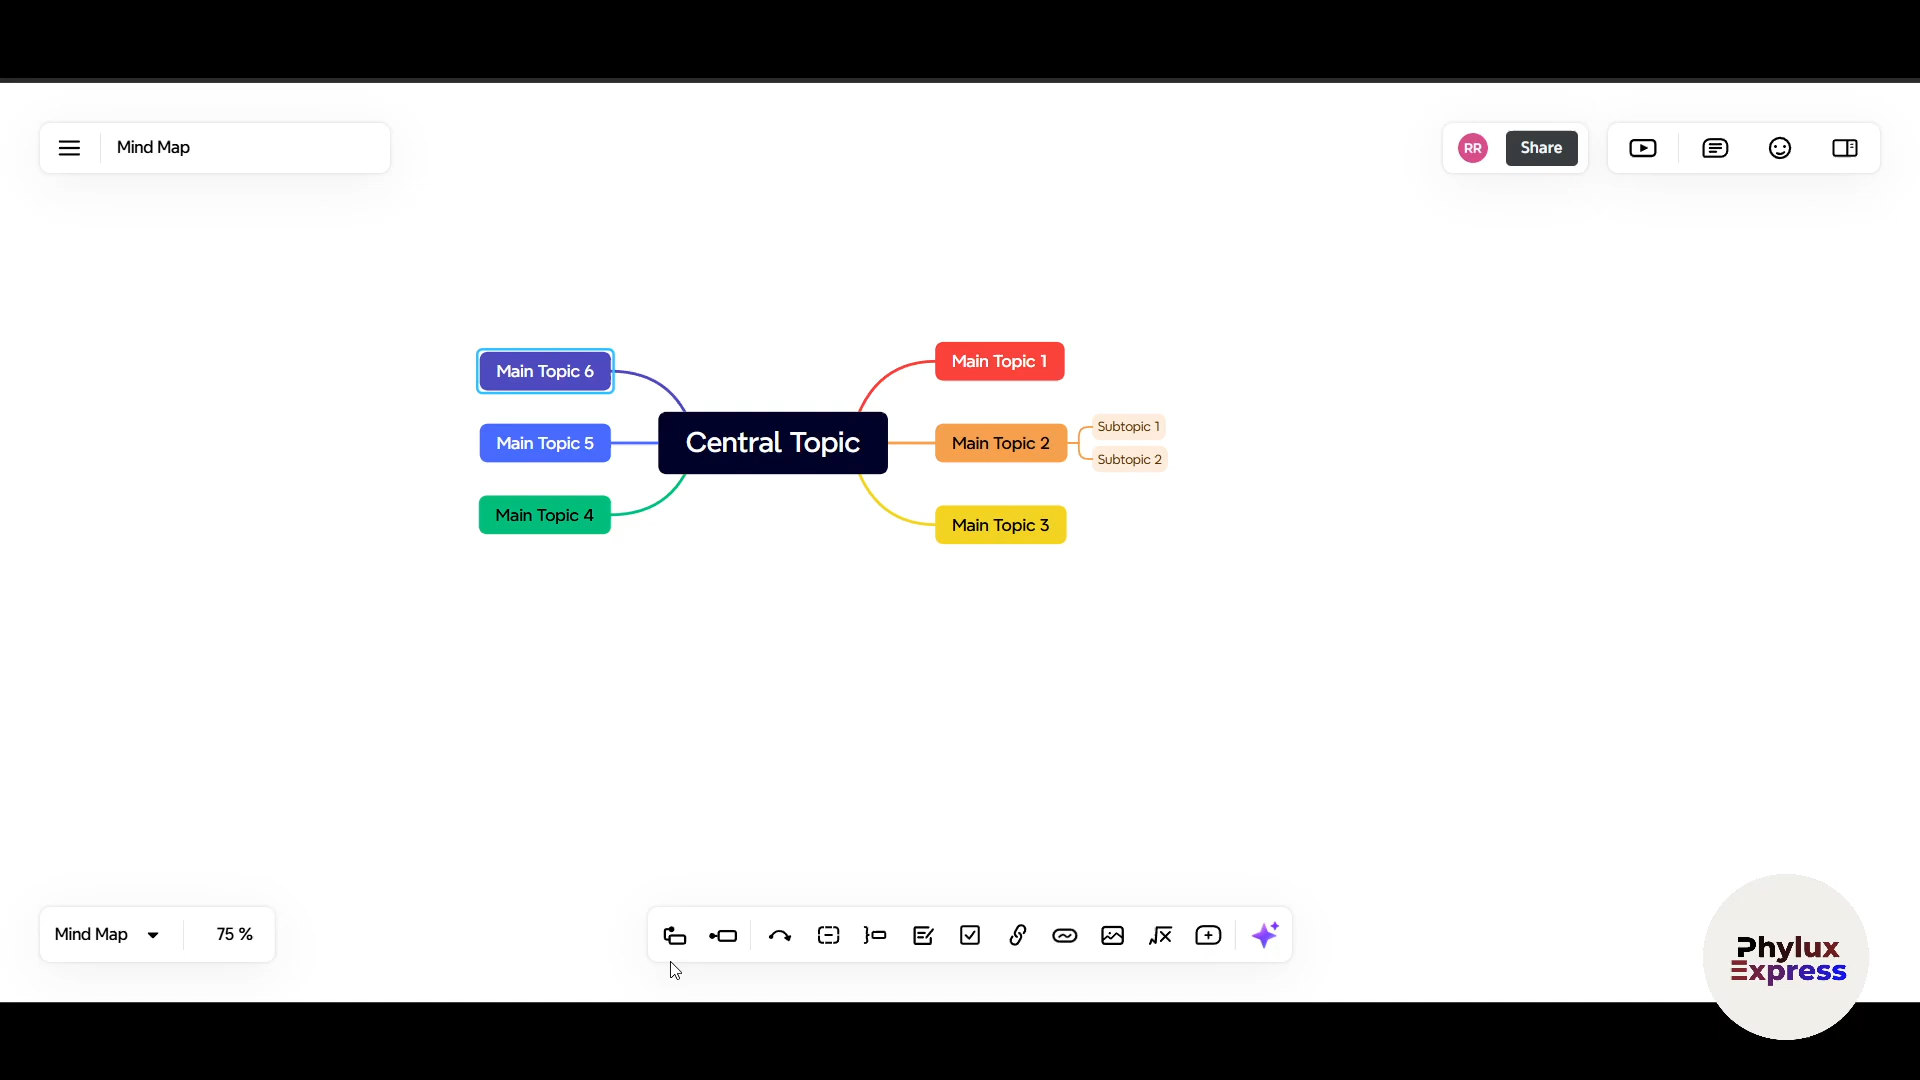 Mind Map
RR
Share
Main Topic 6
Main Topic 5
Main Topic 4
Central Topic
Main Topic 1
Main Topic 2
Subtopic 1
Subtopic 2
Main Topic 3
Mind Map
75 %
Phylux
Express